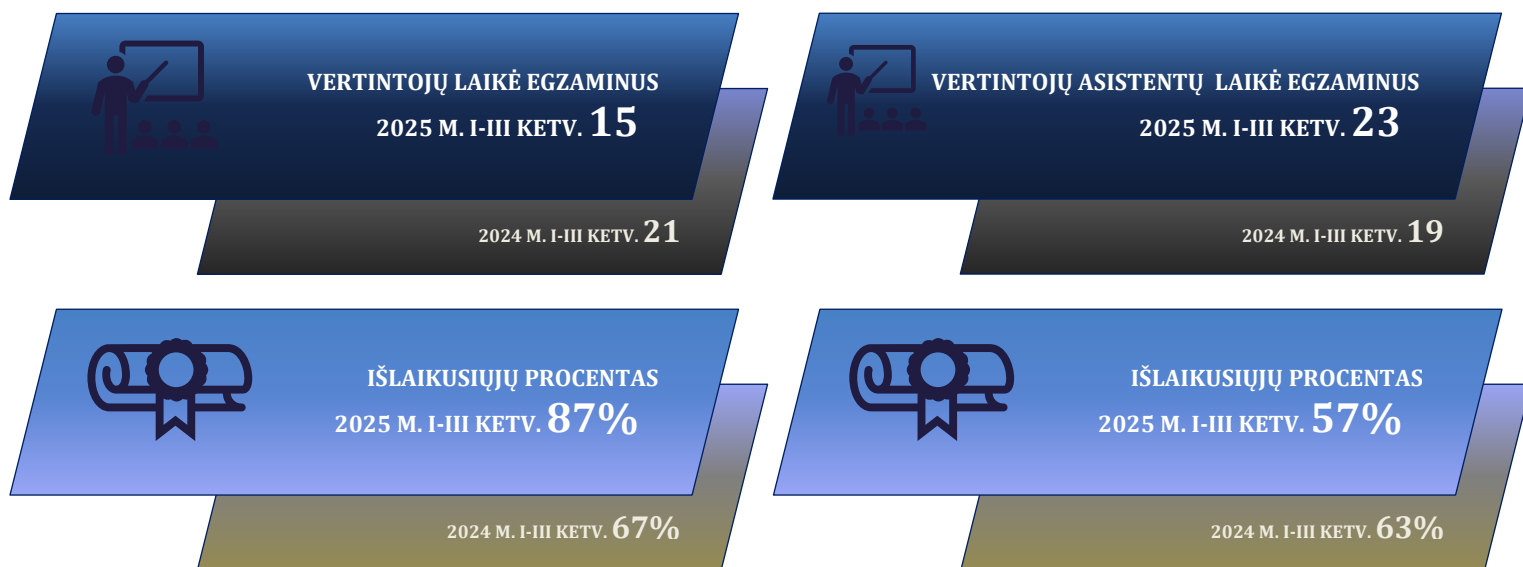 VERTINTOJŲ LAIKĖ EGZAMINUS
2025 M. I-III KETV. 15
2024 M. I-III KETV. 21
VERTINTOJŲ ASISTENTŲ LAIKĖ EGZAMINUS
2025 M. I-III KETV. 23
2024 M. I-III KETV. 19
IŠLAIKUSIŲJŲ PROCENTAS
2025 M. I-III KETV. 87%
2024 M. I-III KETV. 67%
IŠLAIKUSIŲJŲ PROCENTAS
2025 M. I-III KETV. 57%
2024 M. I-III KETV. 63%